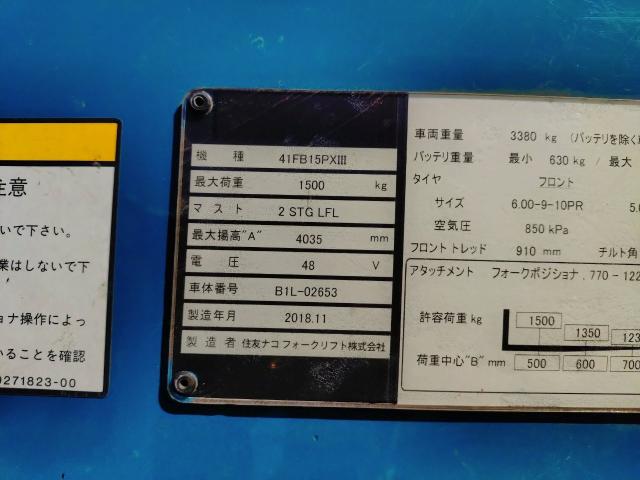 注意
いで下さい。
業はしないで下
ョナ操作によっ
いることを確認
0271823-00
機 種 41FB15PXⅢ
最大荷重 1500 kg
マスト 2 STG LFL
最大揚高"A" 4035 mm
電 圧 48 V
車体番号 B1L-02653
製造年月 2018.11
製造者 住友ナコ フォークリフト株式会社
車両重量 3380 kg (バッテリを除く
バッテリ重量 最小 630 kg / 最大
タイヤ フロント
サイズ 6.00-9-10PR 5.0
空気圧 850 kPa
フロントトレッド 910 mm チルト角
アタッチメント フォークポジショナ, 770-122
許容荷重 kg 1500 1350 123
荷重中心"B" mm 500 600 700